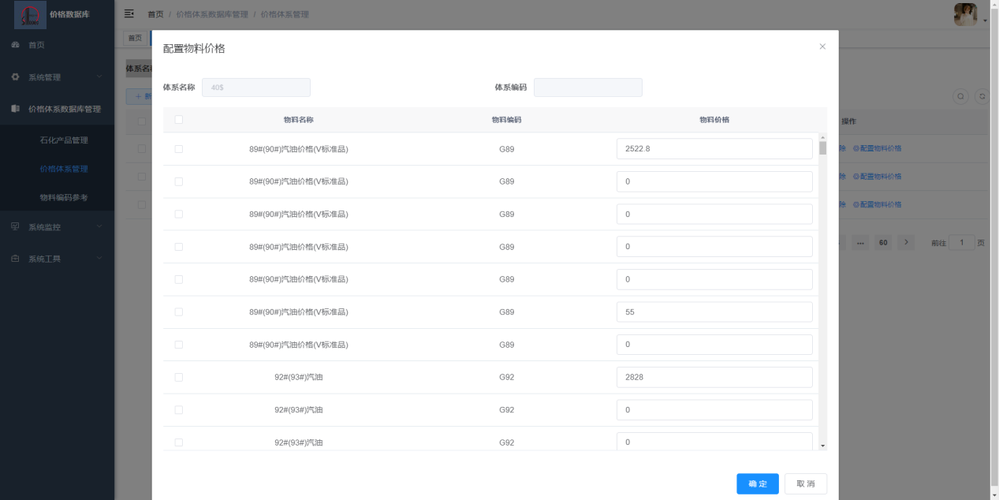 价格数据库
首页 / 价格体系数据库管理 / 价格体系管理
首页
系统管理
价格体系数据库管理
石化产品管理
价格体系管理
物料编码参考
系统监控
系统工具
首页
体系名
配置物料价格
体系名称 40$ 体系编码
物料名称 物料编码 物料价格
89#(90#)汽油价格(V标准品) G89 2522.8
89#(90#)汽油价格(V标准品) G89 0
89#(90#)汽油价格(V标准品) G89 0
89#(90#)汽油价格(V标准品) G89 0
89#(90#)汽油价格(V标准品) G89 0
89#(90#)汽油价格(V标准品) G89 55
89#(90#)汽油价格(V标准品) G89 0
92#(93#)汽油 G92 2828
92#(93#)汽油 G92 0
92#(93#)汽油 G92 0
确 定 取 消
操作
除 配置物料价格
除 配置物料价格
除 配置物料价格
... 60 > 前往 1 页